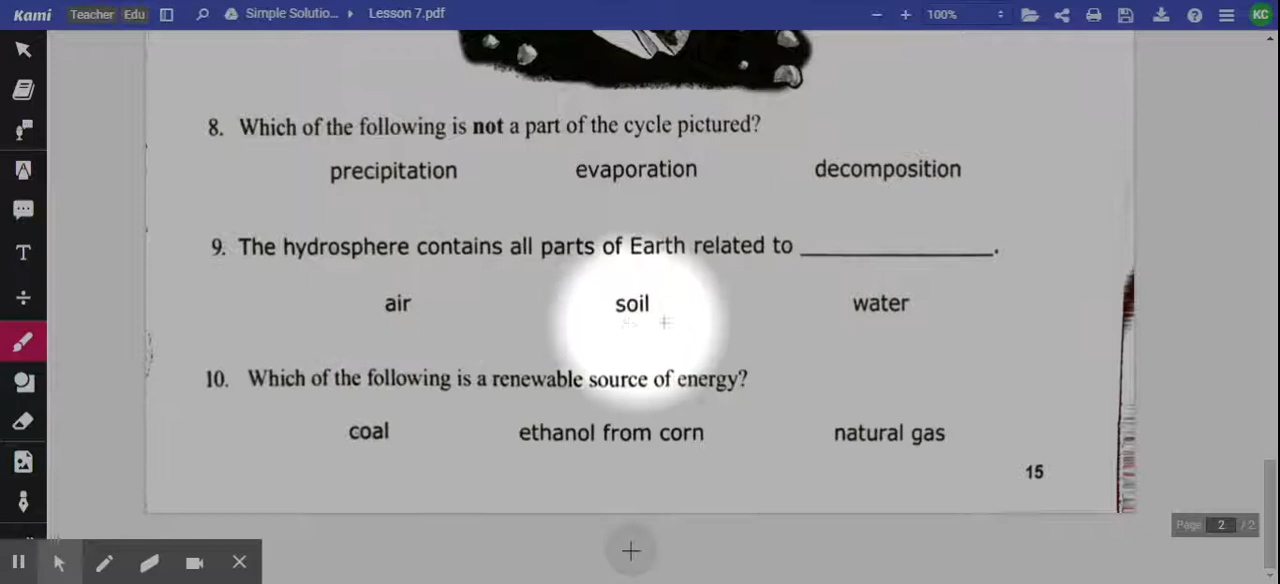 Kami Teacher Edu Simple Solutio... Lesson 7.pdf 100% KC
8. Which of the following is not a part of the cycle pictured?
precipitation evaporation decomposition
9. The hydrosphere contains all parts of Earth related to ______________.
air soil water
10. Which of the following is a renewable source of energy?
coal ethanol from corn natural gas
15
Page 2 / 2